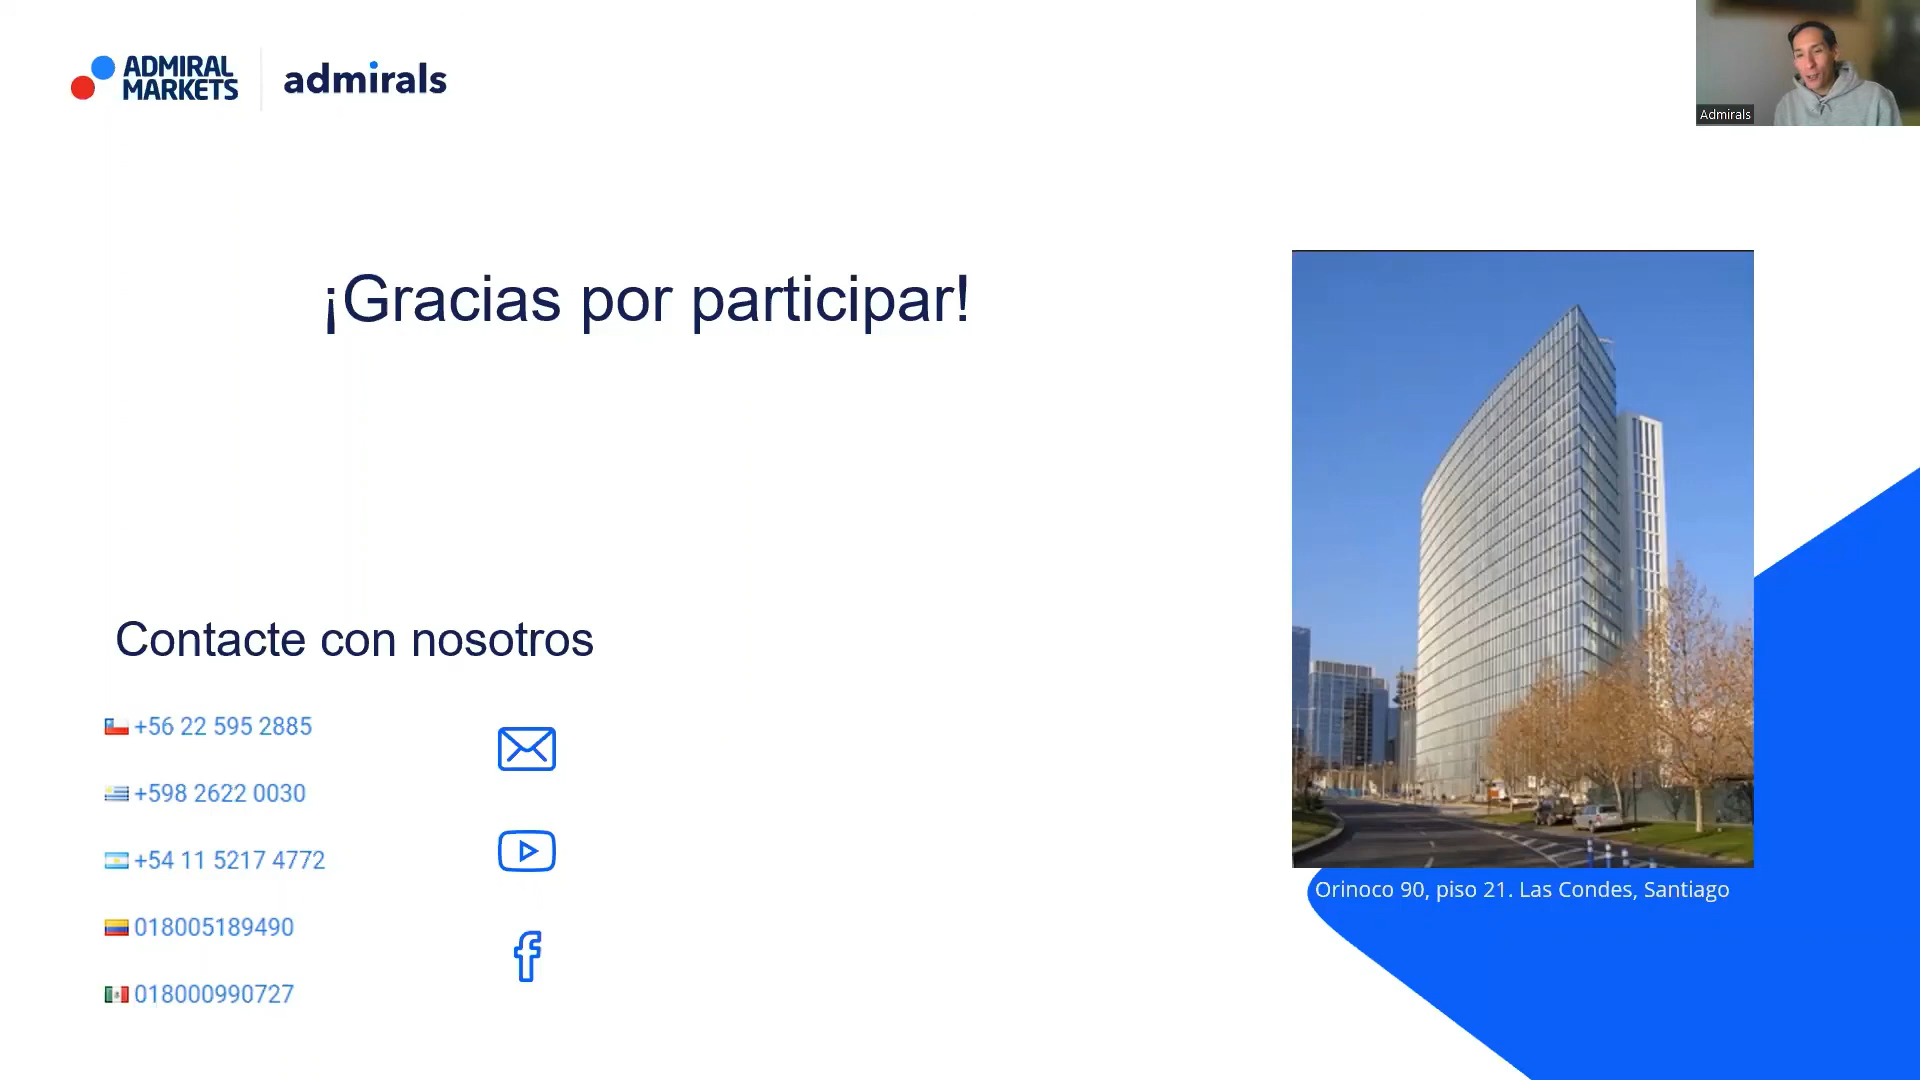 ADMIRAL
MARKETS
admirals
Admirals
¡Gracias por participar!
Contacte con nosotros
+56 22 595 2885
+598 2622 0030
+54 11 5217 4772
018005189490
018000990727
Orinoco 90, piso 21. Las Condes, Santiago